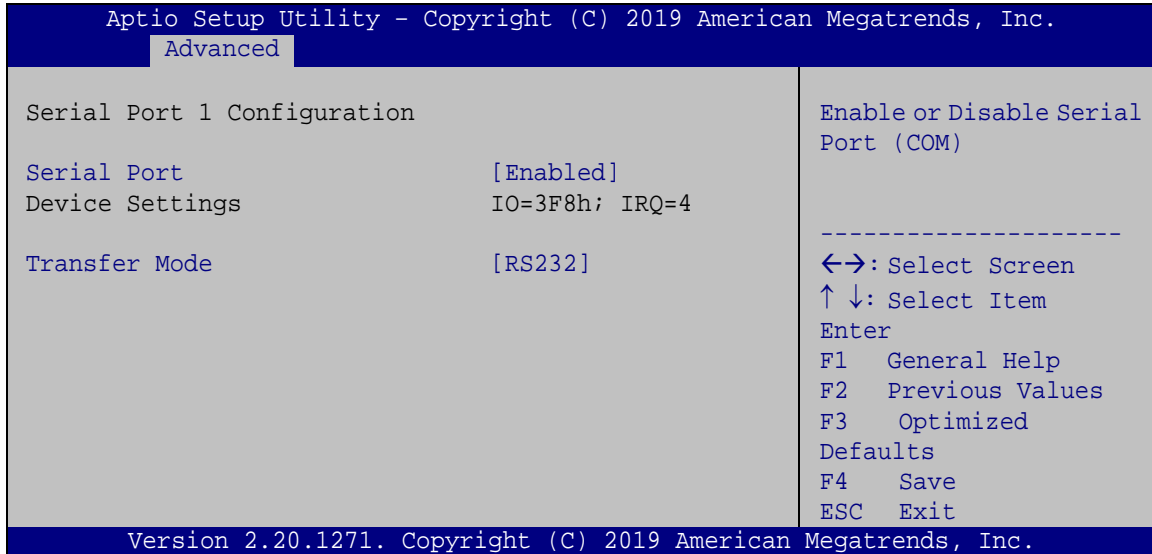 Aptio Setup Utility – Copyright (C) 2019 American Megatrends, Inc.
Advanced
Serial Port 1 Configuration
Serial Port [Enabled]
Device Settings IO=3F8h; IRQ=4
Transfer Mode [RS232]
Enable or Disable Serial
Port (COM)
---------------------
←→: Select Screen
↑ ↓: Select Item
Enter
F1 General Help
F2 Previous Values
F3 Optimized
Defaults
F4 Save
ESC Exit
Version 2.20.1271. Copyright (C) 2019 American Megatrends, Inc.